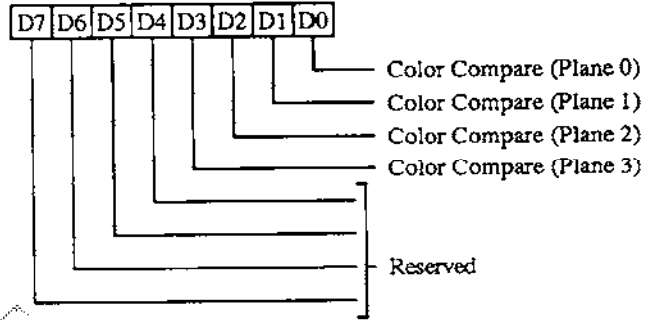 D7 D6 D5 D4 D3 D2 D1 D0
Color Compare (Plane 0)
Color Compare (Plane 1)
Color Compare (Plane 2)
Color Compare (Plane 3)
Reserved